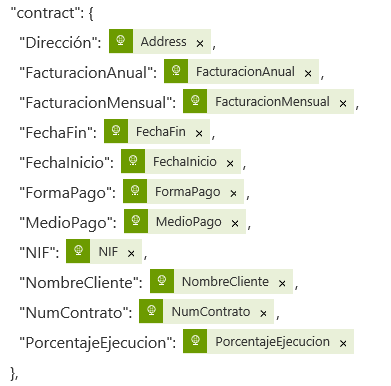 "contract": {
"Dirección": Address × ,
"FacturacionAnual": FacturacionAnual × ,
"FacturacionMensual": FacturacionMensual × ,
"FechaFin": FechaFin × ,
"FechaInicio": FechaInicio × ,
"FormaPago": FormaPago × ,
"MedioPago": MedioPago × ,
"NIF": NIF × ,
"NombreCliente": NombreCliente × ,
"NumContrato": NumContrato × ,
"PorcentajeEjecucion": PorcentajeEjecucion ×
},